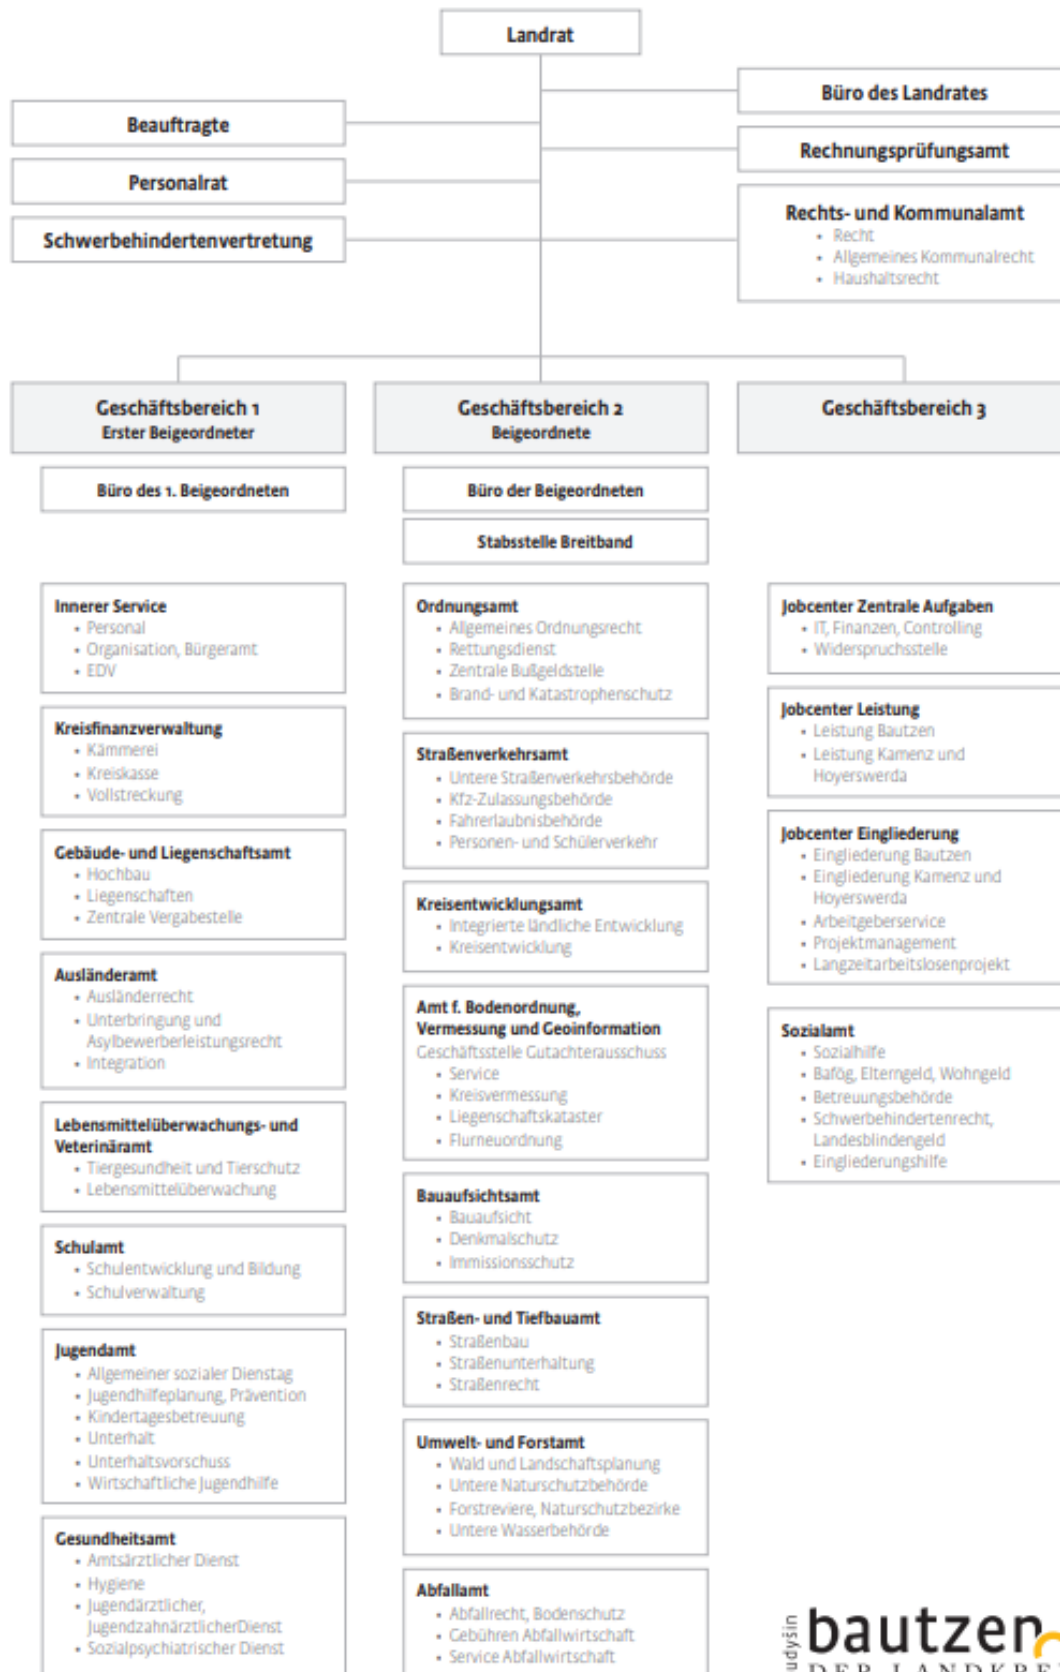 Landrat
Büro des Landrates
Beauftragte
Rechnungsprüfungsamt
Personalrat
Rechts- und Kommunalamt
• Recht
• Allgemeines Kommunalrecht
• Haushaltsrecht
Schwerbehindertenvertretung
Geschäftsbereich 1
Erster Beigeordneter
Büro des 1. Beigeordneten
Innerer Service
• Personal
• Organisation, Bürgeramt
• EDV
Kreisfinanzverwaltung
• Kämmerei
• Kreiskasse
• Vollstreckung
Gebäude- und Liegenschaftsamt
• Hochbau
• Liegenschaften
• Zentrale Vergabestelle
Ausländeramt
• Ausländerrecht
• Unterbringung und
Asylbewerberleistungsrecht
• Integration
Lebensmittelüberwachungs- und
Veterinäramt
• Tiergesundheit und Tierschutz
• Lebensmittelüberwachung
Schulamt
• Schulentwicklung und Bildung
• Schulverwaltung
Jugendamt
• Allgemeiner sozialer Dienstag
• Jugendhilfeplanung, Prävention
• Kindertagesbetreuung
• Unterhalt
• Unterhaltsvorschuss
• Wirtschaftliche Jugendhilfe
Gesundheitsamt
• Amtsärztlicher Dienst
• Hygiene
• Jugendärztlicher,
JugendzahnärztlicherDienst
• Sozialpsychiatrischer Dienst
Geschäftsbereich 2
Beigeordnete
Büro der Beigeordneten
Stabsstelle Breitband
Ordnungsamt
• Allgemeines Ordnungsrecht
• Rettungsdienst
• Zentrale Bußgeldstelle
• Brand- und Katastrophenschutz
Straßenverkehrsamt
• Untere Straßenverkehrsbehörde
• Kfz-Zulassungsbehörde
• Fahrerlaubnisbehörde
• Personen- und Schülerverkehr
Kreisentwicklungsamt
• Integrierte ländliche Entwicklung
• Kreisentwicklung
Amt f. Bodenordnung,
Vermessung und Geoinformation
Geschäftsstelle Gutachterausschuss
• Service
• Kreisvermessung
• Liegenschaftskataster
• Flurneuordnung
Bauaufsichtsamt
• Bauaufsicht
• Denkmalschutz
• Immissionsschutz
Straßen- und Tiefbauamt
• Straßenbau
• Straßenunterhaltung
• Straßenrecht
Umwelt- und Forstamt
• Wald und Landschaftsplanung
• Untere Naturschutzbehörde
• Forstreviere, Naturschutzbezirke
• Untere Wasserbehörde
Abfallamt
• Abfallrecht, Bodenschutz
• Gebühren Abfallwirtschaft
• Service Abfallwirtschaft
Geschäftsbereich 3
Jobcenter Zentrale Aufgaben
• IT, Finanzen, Controlling
• Widerspruchsstelle
Jobcenter Leistung
• Leistung Bautzen
• Leistung Kamenz und
Hoyerswerda
Jobcenter Eingliederung
• Eingliederung Bautzen
• Eingliederung Kamenz und
Hoyerswerda
• Arbeitgeberservice
• Projektmanagement
• Langzeitarbeitslosenprojekt
Sozialamt
• Sozialhilfe
• Bafög, Elterngeld, Wohngeld
• Betreuungsbehörde
• Schwerbehindertenrecht,
Landesblindengeld
• Eingliederungshilfe
udyšin
bautzen
DER LANDKRE